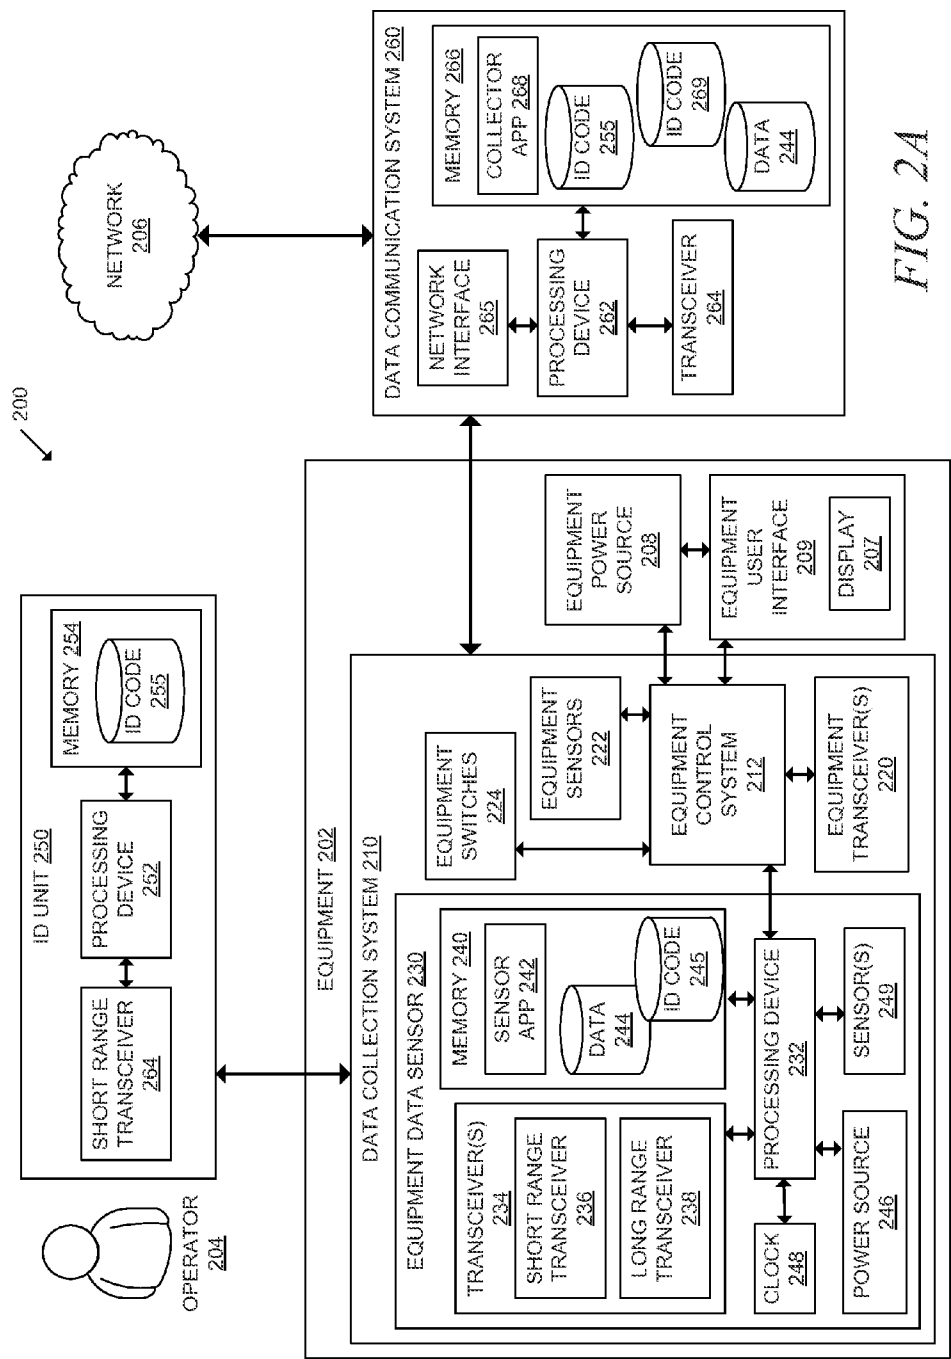 200
NETWORK
206
OPERATOR
204
ID UNIT 250
SHORT RANGE
TRANSCEIVER
264
PROCESSING
DEVICE
252
MEMORY 254
ID CODE
255
EQUIPMENT 202
DATA COLLECTION SYSTEM 210
EQUIPMENT DATA SENSOR 230
TRANSCEIVER(S)
234
SHORT RANGE
TRANSCEIVER
236
LONG RANGE
TRANSCEIVER
238
MEMORY 240
SENSOR
APP 242
DATA
244
ID CODE
245
CLOCK
248
PROCESSING DEVICE
232
POWER SOURCE
246
SENSOR(S)
249
EQUIPMENT
SWITCHES
224
EQUIPMENT
SENSORS
222
EQUIPMENT
CONTROL
SYSTEM
212
EQUIPMENT
TRANSCEIVER(S)
220
EQUIPMENT
POWER
SOURCE
208
EQUIPMENT
USER
INTERFACE
209
DISPLAY
207
DATA COMMUNICATION SYSTEM 260
NETWORK
INTERFACE
265
PROCESSING
DEVICE
262
TRANSCEIVER
264
MEMORY 266
COLLECTOR
APP 268
ID CODE
255
ID CODE
269
DATA
244
FIG. 2A